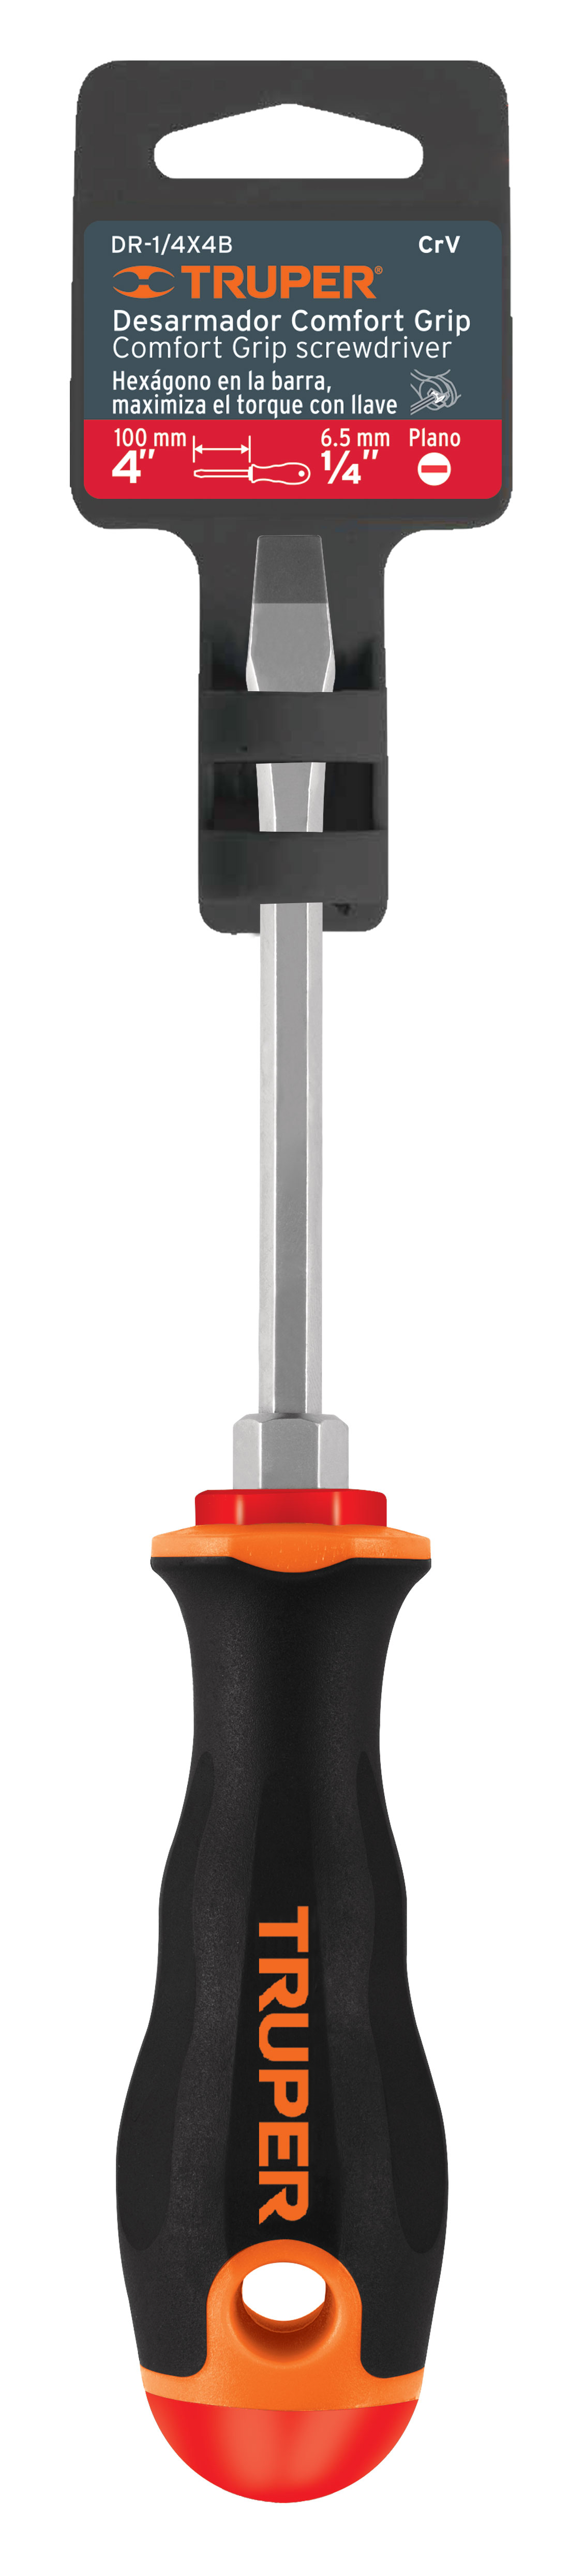 DR-1/4X4B CrV
TRUPER®
Desarmador Comfort Grip
Comfort Grip screwdriver
Hexágono en la barra,
maximiza el torque con llave
100 mm 6.5 mm Plano
4" 1/4"
TRUPER